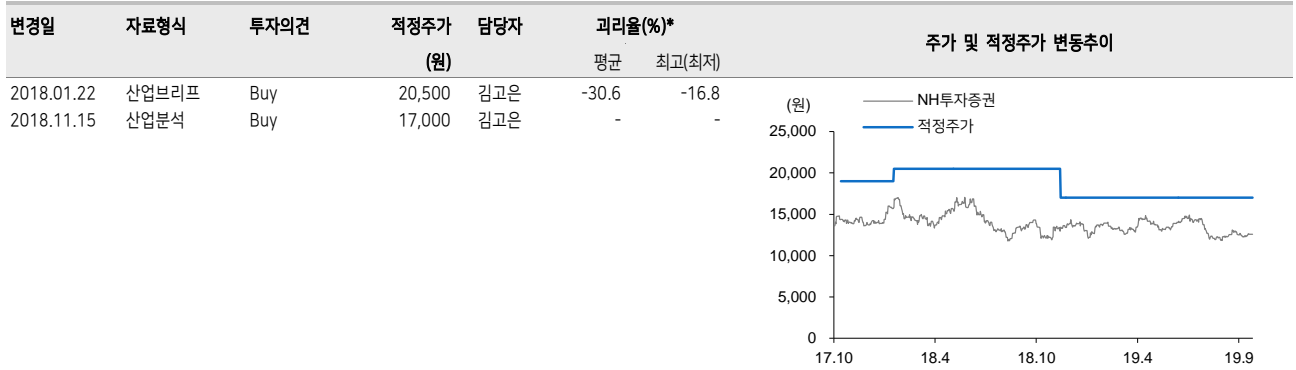 변경일 자료형식 투자의견 적정주가 담당자 괴리율(%)* 주가 및 적정주가 변동추이
(원) 평균 최고(최저)
2018.01.22 산업브리프 Buy 20,500 김고은 -30.6 -16.8
2018.11.15 산업분석 Buy 17,000 김고은 - -
(원)
NH투자증권
적정주가
25,000
20,000
15,000
10,000
5,000
0
17.10 18.4 18.10 19.4 19.9